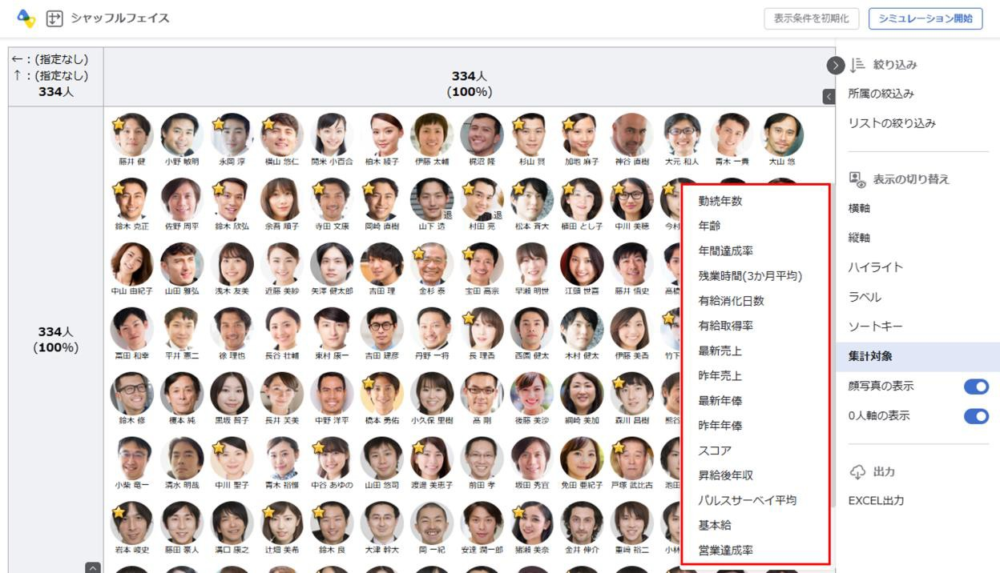 シャッフルフェイス
表示条件を初期化
シミュレーション開始
←：(指定なし)
↑：(指定なし)
334人
334人
(100%)
334人
(100%)
藤井 健 小野 敏明 永岡 淳 横山 悠仁 開米 小百合 柏木 綾子 伊藤 太輔 梶沼 隆 杉山 賢 加地 麻子 神谷 直樹 大元 和人 青木 一貴 大山 悠
鈴木 克正 佐野 周平 鈴木 欣弘 余吾 順子 寺田 文康 岡崎 直樹 山下 透 退 村田 亮 退 松本 斉大 植田 とし子 中川 美穂 今村
中山 由紀子 山田 雅弘 浅木 友美 近藤 美紗 矢澤 健太郎 吉田 理 金杉 泰 宝田 高宗 早瀬 明世 江頭 世喜 藤井 悟史 高橋
冨田 和幸 平井 憲二 徐 理也 長谷 壮輔 東村 康一 吉田 建彦 丹野 一将 長 理香 西園 健太 木村 健太 伊藤 美香 竹下
鈴木 修 榎本 純 黒坂 智子 長井 芙美 中野 洋平 橋本 勇佑 小久保 里樹 高 剛 後藤 美沙 綱崎 美加 森川 昌樹 熊谷
小柴 竜一 清水 明哉 中川 聖子 青木 裕惟 中谷 あゆの 山田 悠司 渡邊 美恵子 前田 孝 坂田 秀宜 免田 亜紀子 戸塚 武比古 池田
岩本 峻史 藤田 豪人 溝口 康之 辻畑 美希 鈴木 良 大津 幹大 岡 一紀 安達 潤一郎 猪瀬 美奈 金井 伸介 重崎 裕二 小林
勤続年数
年齢
年間達成率
残業時間(3か月平均)
有給消化日数
有給取得率
最新売上
昨年売上
最新年俸
昨年年俸
スコア
昇給後年収
パルスサーベイ平均
基本給
営業達成率
絞り込み
所属の絞込み
リストの絞り込み
表示の切り替え
横軸
縦軸
ハイライト
ラベル
ソートキー
集計対象
顔写真の表示
0人軸の表示
出力
EXCEL出力